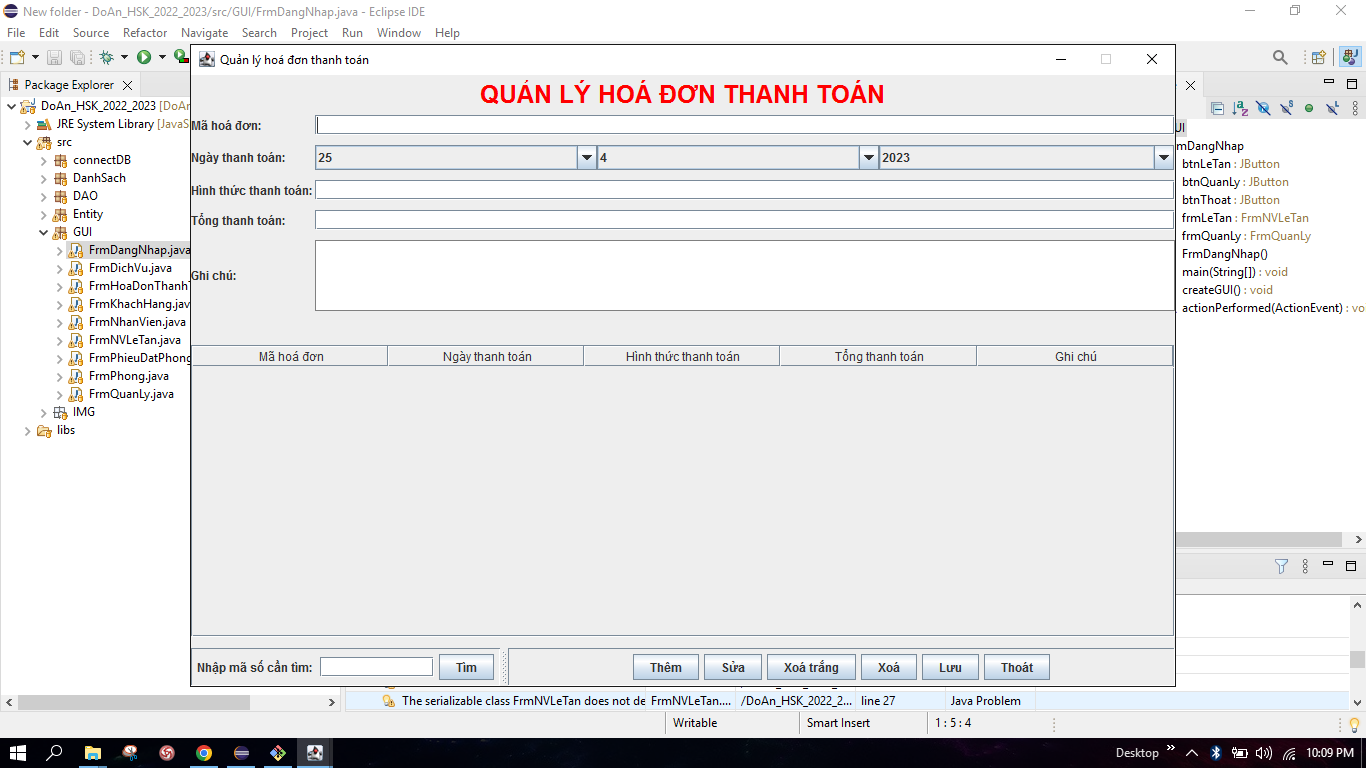 New folder - DoAn_HSK_2022_2023/src/GUI/FrmDangNhap.java - Eclipse IDE
File Edit Source Refactor Navigate Search Project Run Window Help
Package Explorer
DoAn_HSK_2022_2023 [DoAn
JRE System Library [JavaS
src
connectDB
DanhSach
DAO
Entity
GUI
FrmDangNhap.java
FrmDichVu.java
FrmHoaDonThanhT
FrmKhachHang.jav
FrmNhanVien.java
FrmNVLeTan.java
FrmPhieuDatPhong
FrmPhong.java
FrmQuanLy.java
IMG
libs
Quản lý hoá đơn thanh toán
QUẢN LÝ HOÁ ĐƠN THANH TOÁN
Mã hoá đơn:
Ngày thanh toán: 25 4 2023
Hình thức thanh toán:
Tổng thanh toán:
Ghi chú:
Mã hoá đơn Ngày thanh toán Hình thức thanh toán Tổng thanh toán Ghi chú
Nhập mã số cần tìm: Tìm Thêm Sửa Xoá trắng Xoá Lưu Thoát
UI
mDangNhap
btnLeTan : JButton
btnQuanLy : JButton
btnThoat : JButton
frmLeTan : FrmNVLeTan
frmQuanLy : FrmQuanLy
FrmDangNhap()
main(String[]) : void
createGUI() : void
actionPerformed(ActionEvent) : vo
The serializable class FrmNVLeTan does not de FrmNVLeTan.... /DoAn_HSK_2022_2... line 27 Java Problem
Writable Smart Insert 1 : 5 : 4
Desktop 10:09 PM